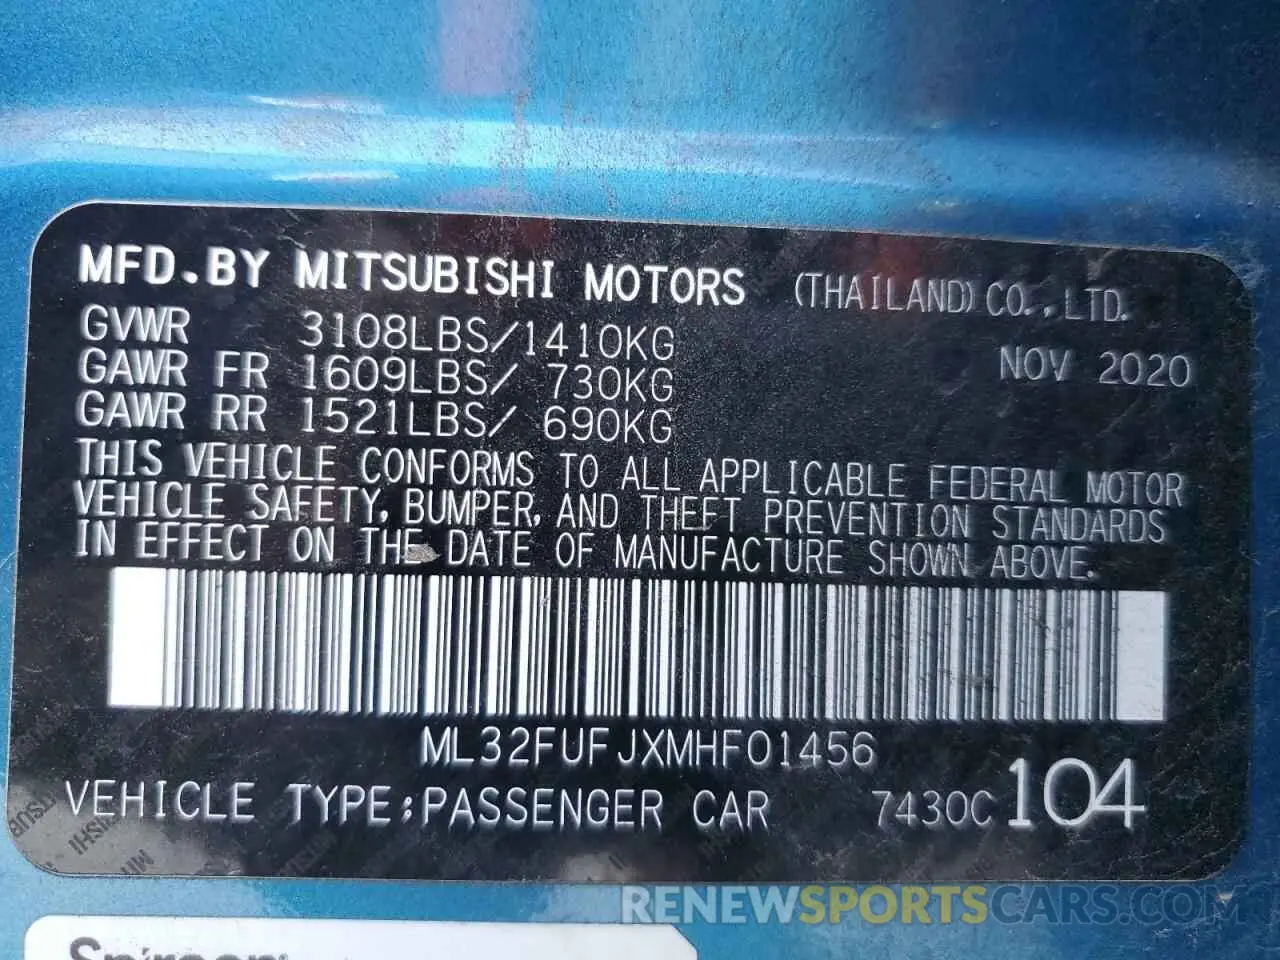 MFD.BY MITSUBISHI MOTORS (THAILAND) CO.,LTD.
GVWR 3108LBS/1410KG
NOV 2020
GAWR FR 1609LBS/ 730KG
GAWR RR 1521LBS/ 690KG
THIS VEHICLE CONFORMS TO ALL APPLICABLE FEDERAL MOTOR
VEHICLE SAFETY, BUMPER, AND THEFT PREVENTION STANDARDS
IN EFFECT ON THE DATE OF MANUFACTURE SHOWN ABOVE.
ML32FUFJXMHF01456
VEHICLE TYPE;PASSENGER CAR 7430C 104
RENEWSPORTSCARS.COM